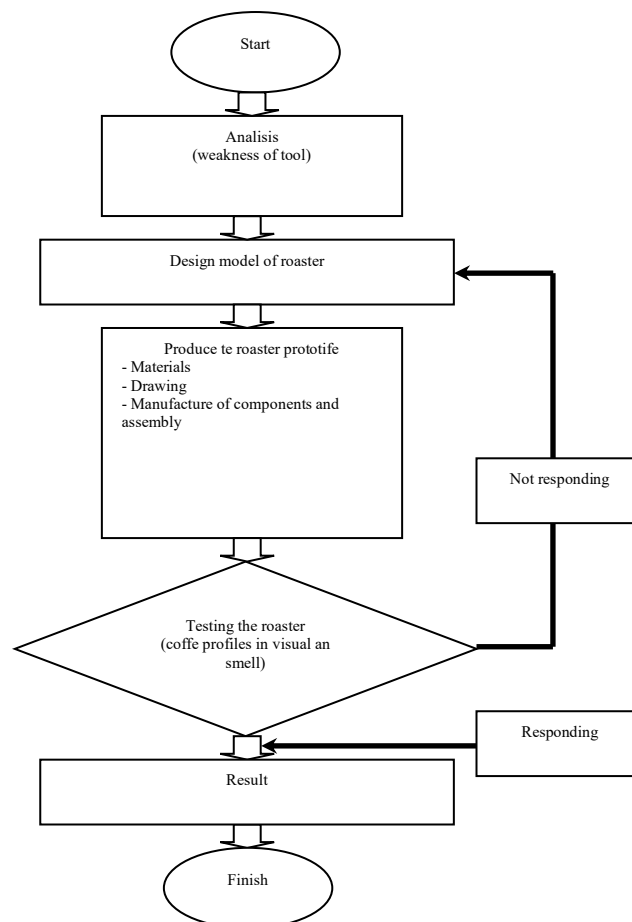 Start
Analisis
(weakness of tool)
Design model of roaster
Produce te roaster prototife
- Materials
- Drawing
- Manufacture of components and
assembly
Not responding
Testing the roaster
(coffe profiles in visual an
smell)
Responding
Result
Finish